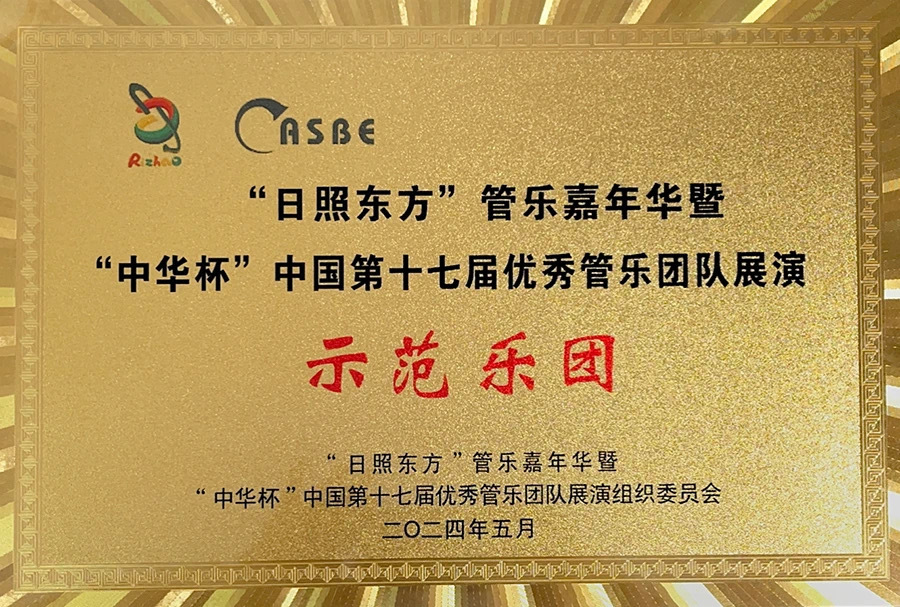 Rizhao
CASBE
“日照东方”管乐嘉年华暨
“中华杯”中国第十七届优秀管乐团队展演
示范乐团
“日照东方”管乐嘉年华暨
“中华杯”中国第十七届优秀管乐团队展演组织委员会
二〇二四年五月